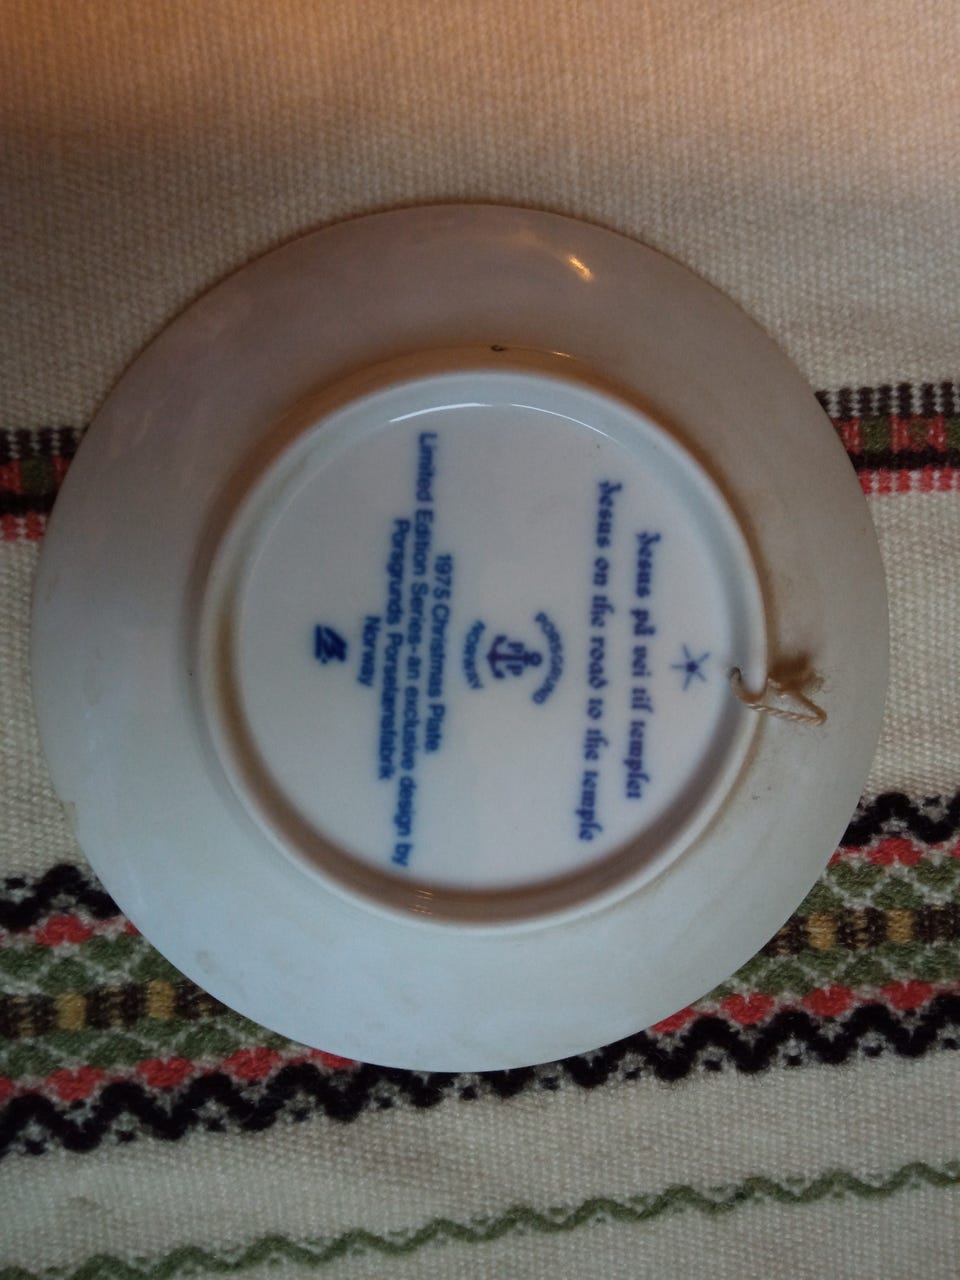 Jesus på vei til templet
Jesus on the road to the temple
PORSGRUND
PP
NORWAY
1975 Christmas Plate
Limited Edition Series-an exclusive design by
Porsgrunds Porselænsfabrik
Norway